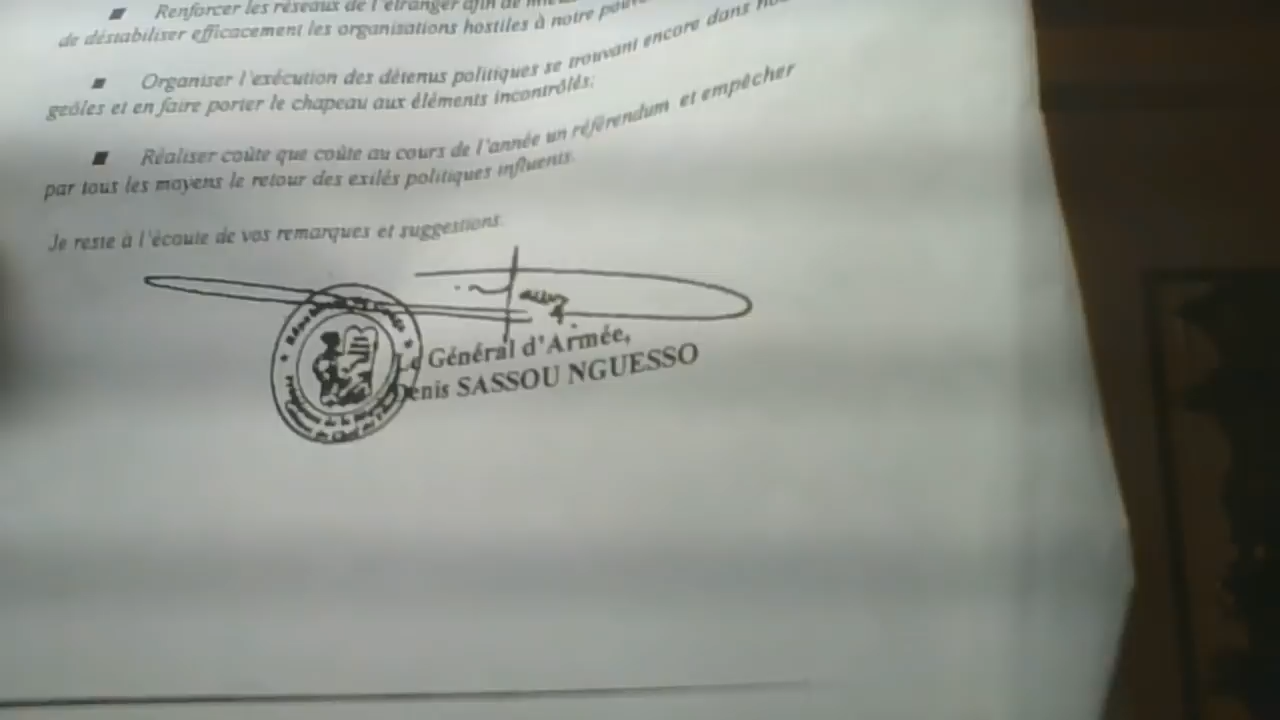 Renforcer les réseaux de l'étranger afin de
de déstabiliser efficacement les organisations hostiles à notre
Organiser l'exécution des détenus politiques se trouvant encore dans
geôles et en faire porter le chapeau aux éléments incontrôlés;
Réaliser coûte que coûte au cours de l'année un référendum et empêcher
par tous les moyens le retour des exilés politiques influents.
Je reste à l'écoute de vos remarques et suggestions.
Le Général d'Armée,
Denis SASSOU NGUESSO